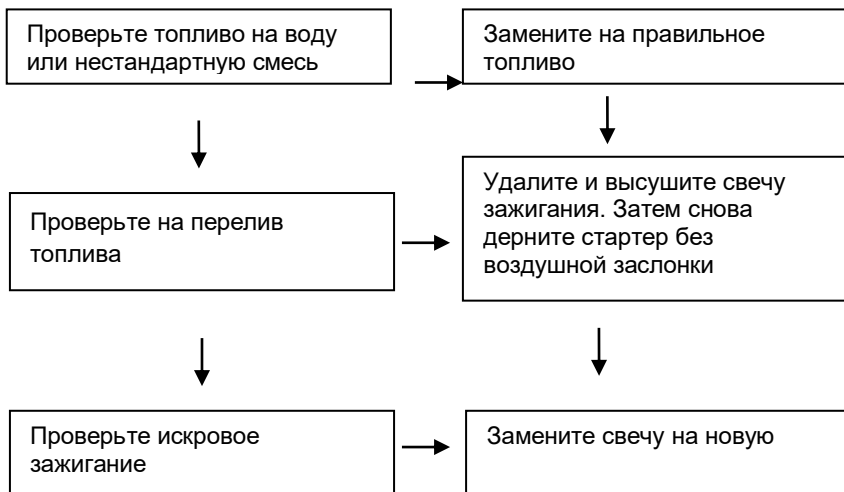 Проверьте топливо на воду
или нестандартную смесь
Замените на правильное
топливо
Проверьте на перелив
топлива
Удалите и высушите свечу
зажигания. Затем снова
дерните стартер без
воздушной заслонки
Проверьте искровое
зажигание
Замените свечу на новую